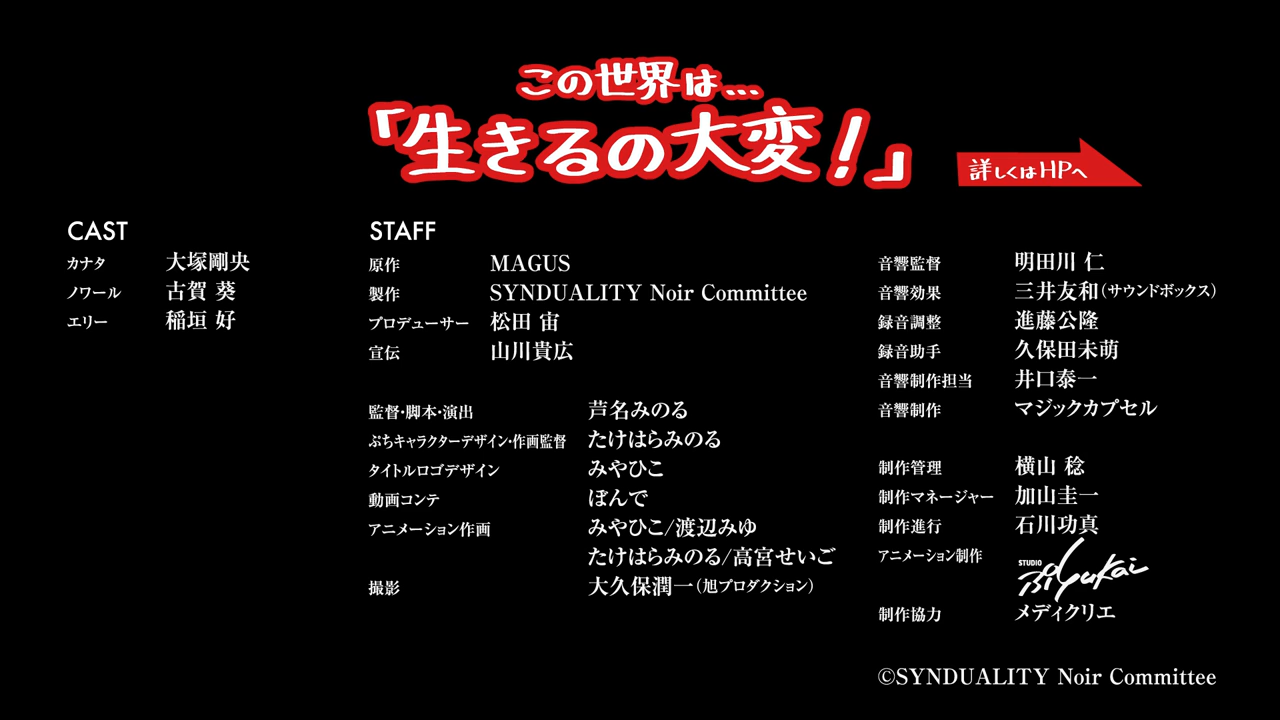 この世界は…
「生きるの大変！」
詳しくはHPへ
CAST
カナタ 大塚剛央
ノワール 古賀 葵
エリー 稲垣 好
STAFF
原作 MAGUS
製作 SYNDUALITY Noir Committee
プロデューサー 松田 宙
宣伝 山川貴広
監督・脚本・演出 芦名みのる
ぷちキャラクターデザイン・作画監督 たけはらみのる
タイトルロゴデザイン みやひこ
動画コンテ ぽんで
アニメーション作画 みやひこ/渡辺みゆ
たけはらみのる/高宮せいご
撮影 大久保潤一(旭プロダクション)
音響監督 明田川 仁
音響効果 三井友和(サウンドボックス)
録音調整 進藤公隆
録音助手 久保田未萌
音響制作担当 井口泰一
音響制作 マジックカプセル
制作管理 横山 稔
制作マネージャー 加山圭一
制作進行 石川功真
アニメーション制作 STUDIO ぷYUKAI
制作協力 メディクリエ
©SYNDUALITY Noir Committee